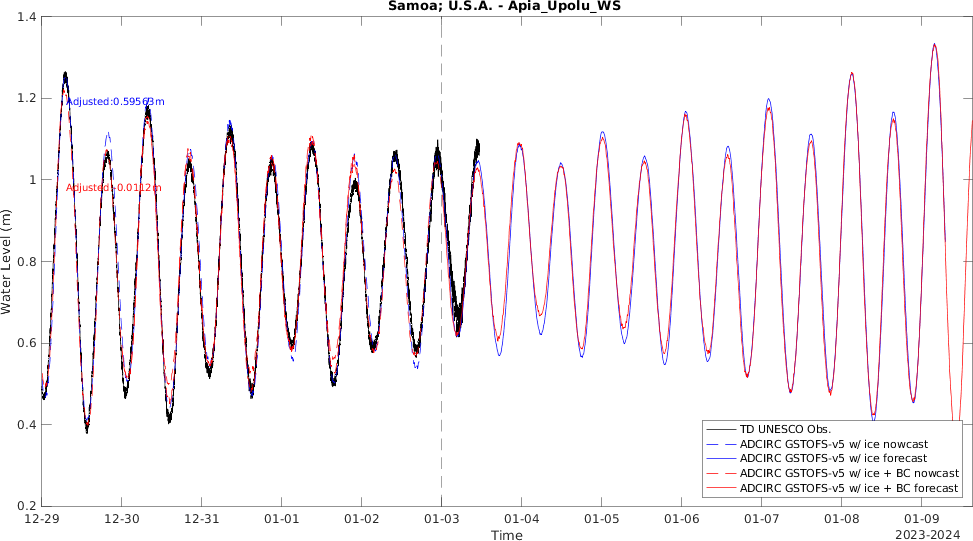 Samoa; U.S.A. - Apia_Upolu_WS
1.4
1.2
1
0.8
0.6
0.4
0.2
Water Level (m)
Adjusted:0.59563m
Adjusted:-0.0112m
TD UNESCO Obs.
ADCIRC GSTOFS-v5 w/ ice nowcast
ADCIRC GSTOFS-v5 w/ ice forecast
ADCIRC GSTOFS-v5 w/ ice + BC nowcast
ADCIRC GSTOFS-v5 w/ ice + BC forecast
12-29 12-30 12-31 01-01 01-02 01-03 01-04 01-05 01-06 01-07 01-08 01-09
Time
2023-2024